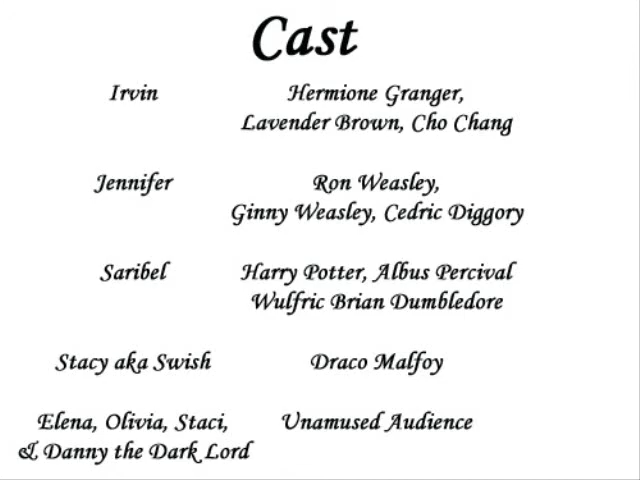 Cast
Irvin Hermione Granger,
Lavender Brown, Cho Chang
Jennifer Ron Weasley,
Ginny Weasley, Cedric Diggory
Saribel Harry Potter, Albus Percival
Wulfric Brian Dumbledore
Stacy aka Swish Draco Malfoy
Elena, Olivia, Staci, Unamused Audience
& Danny the Dark Lord